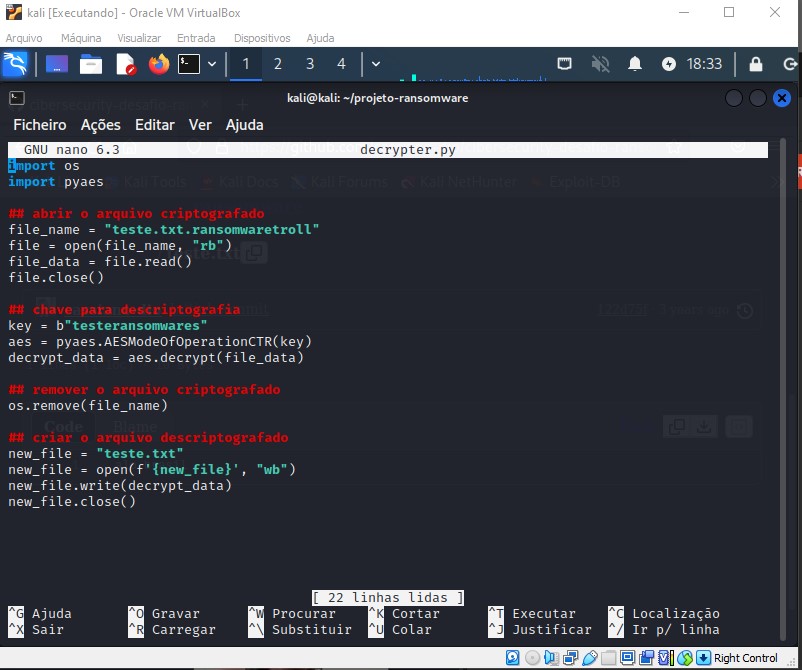 kali [Executando] - Oracle VM VirtualBox
Arquivo Máquina Visualizar Entrada Dispositivos Ajuda
1 2 3 4 18:33
kali@kali: ~/projeto-ransomware
Ficheiro Ações Editar Ver Ajuda
GNU nano 6.3 decrypter.py
import os
import pyaes
## abrir o arquivo criptografado
file_name = "teste.txt.ransomwaretroll"
file = open(file_name, "rb")
file_data = file.read()
file.close()
## chave para descriptografia
key = b"testeransomwares"
aes = pyaes.AESModeOfOperationCTR(key)
decrypt_data = aes.decrypt(file_data)
## remover o arquivo criptografado
os.remove(file_name)
## criar o arquivo descriptografado
new_file = "teste.txt"
new_file = open(f'{new_file}', "wb")
new_file.write(decrypt_data)
new_file.close()
[ 22 linhas lidas ]
^G Ajuda ^O Gravar ^W Procurar ^K Cortar ^T Executar ^C Localização
^X Sair ^R Carregar ^\ Substituir ^U Colar ^J Justificar ^/ Ir p/ linha
Right Control